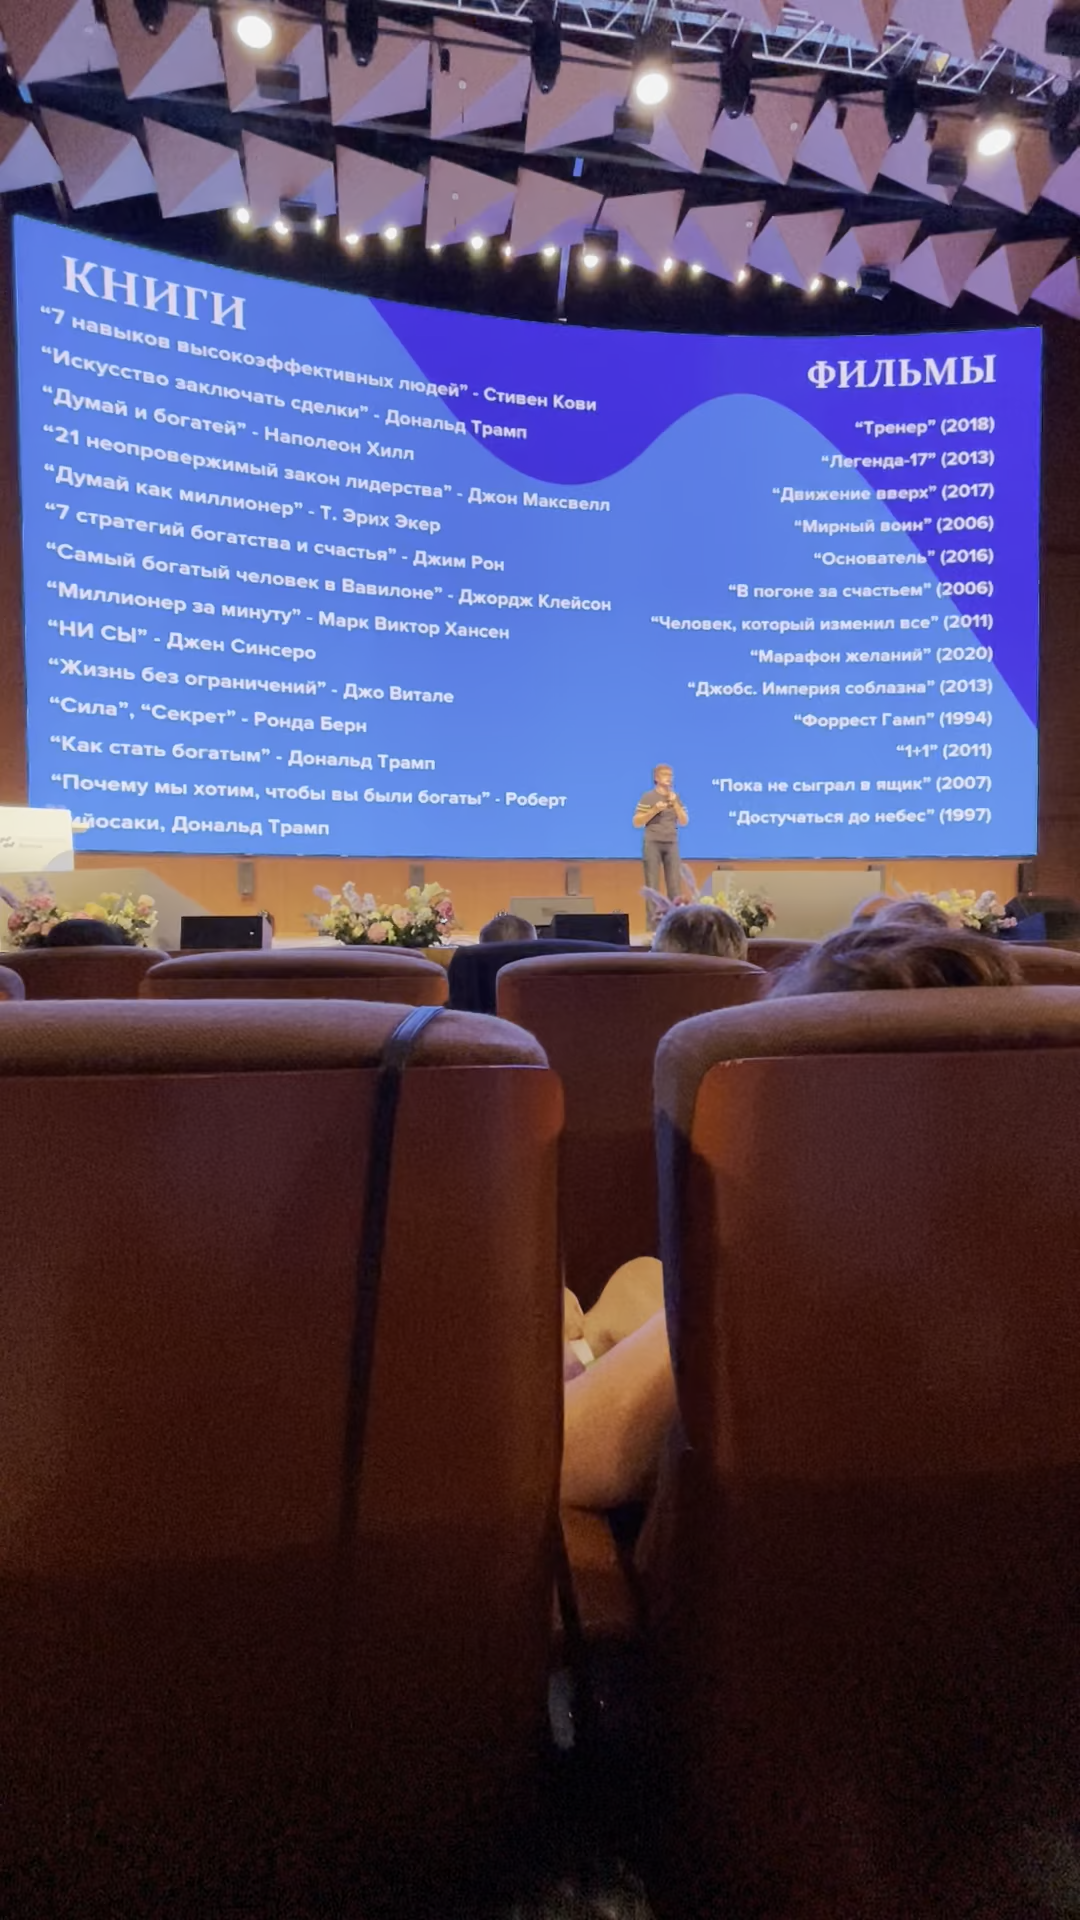 КНИГИ
“7 навыков высокоэффективных людей” - Стивен Кови
“Искусство заключать сделки” - Дональд Трамп
“Думай и богатей” - Наполеон Хилл
“21 неопровержимый закон лидерства” - Джон Максвелл
“Думай как миллионер” - Т. Эрих Экер
“7 стратегий богатства и счастья” - Джим Рон
“Самый богатый человек в Вавилоне” - Джордж Клейсон
“Миллионер за минуту” - Марк Виктор Хансен
“НИ СЫ” - Джен Синсеро
“Жизнь без ограничений” - Джо Витале
“Сила”, “Секрет” - Ронда Берн
“Как стать богатым” - Дональд Трамп
“Почему мы хотим, чтобы вы были богаты” - Роберт
ийосаки, Дональд Трамп
ФИЛЬМЫ
“Тренер” (2018)
“Легенда-17” (2013)
“Движение вверх” (2017)
“Мирный воин” (2006)
“Основатель” (2016)
“В погоне за счастьем” (2006)
“Человек, который изменил все” (2011)
“Марафон желаний” (2020)
“Джобс. Империя соблазна” (2013)
“Форрест Гамп” (1994)
“1+1” (2011)
“Пока не сыграл в ящик” (2007)
“Достучаться до небес” (1997)